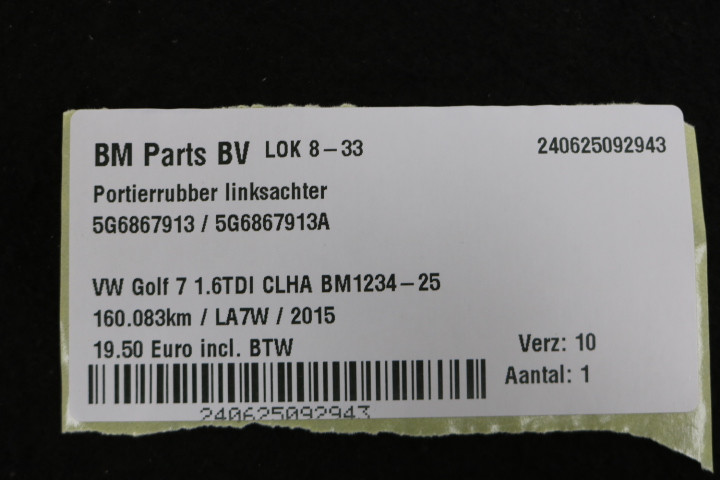 BM Parts BV LOK 8-33 240625092943
Portierrubber linksachter
5G6867913 / 5G6867913A
VW Golf 7 1.6TDI CLHA BM1234-25
160.083km / LA7W / 2015
19.50 Euro incl. BTW Verz: 10
Aantal: 1
240625092943